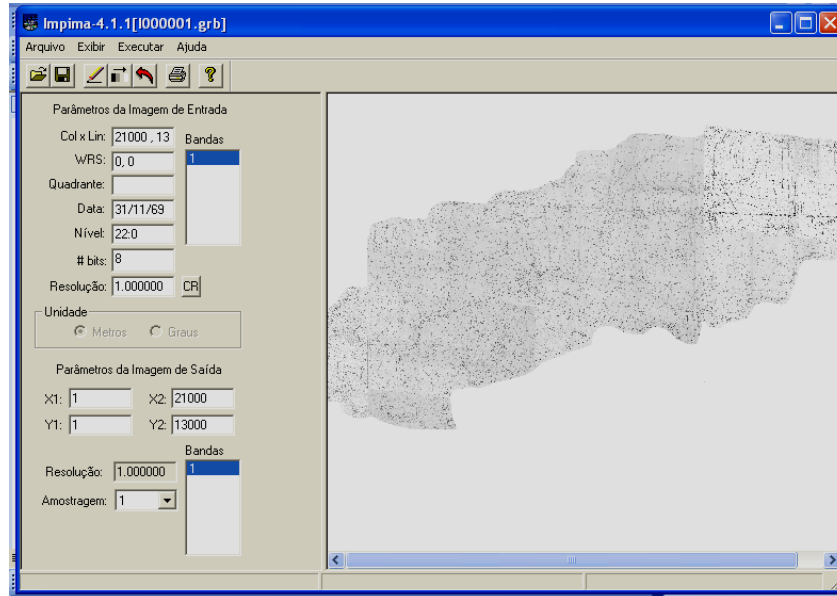 Impima-4.1.1[I000001.grb]
Arquivo Exibir Executar Ajuda
Parâmetros da Imagem de Entrada
Col x Lin: 21000 , 13
Bandas
1
WRS: 0, 0
Quadrante:
Data: 31/11/69
Nível: 22:0
# bits: 8
Resolução: 1.000000 CR
Unidade
Metros Graus
Parâmetros da Imagem de Saída
X1: 1 X2: 21000
Y1: 1 Y2: 13000
Bandas
1
Resolução: 1.000000
Amostragem: 1